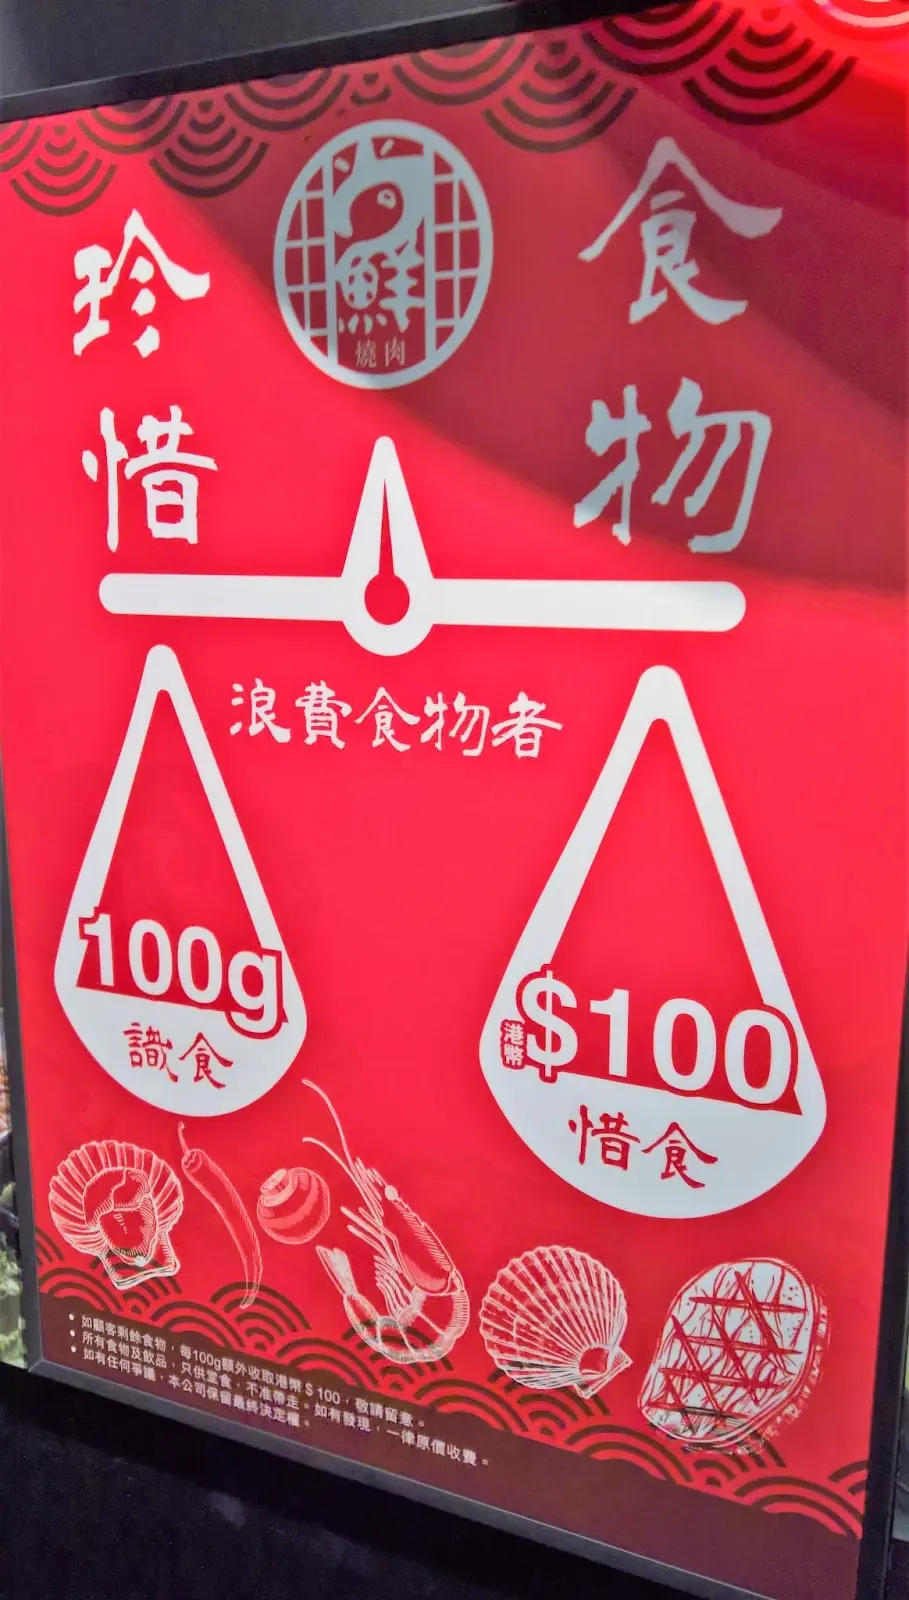 珍惜
食物
鮮
燒肉
浪費食物者
100g
識食
港幣$100
惜食
• 如顧客剩餘食物，每100g額外收取港幣$100，敬請留意。
• 所有食物及飲品，只供堂食，不准帶走。如有發現，一律原價收費。
• 如有任何爭議，本公司保留最終決定權。